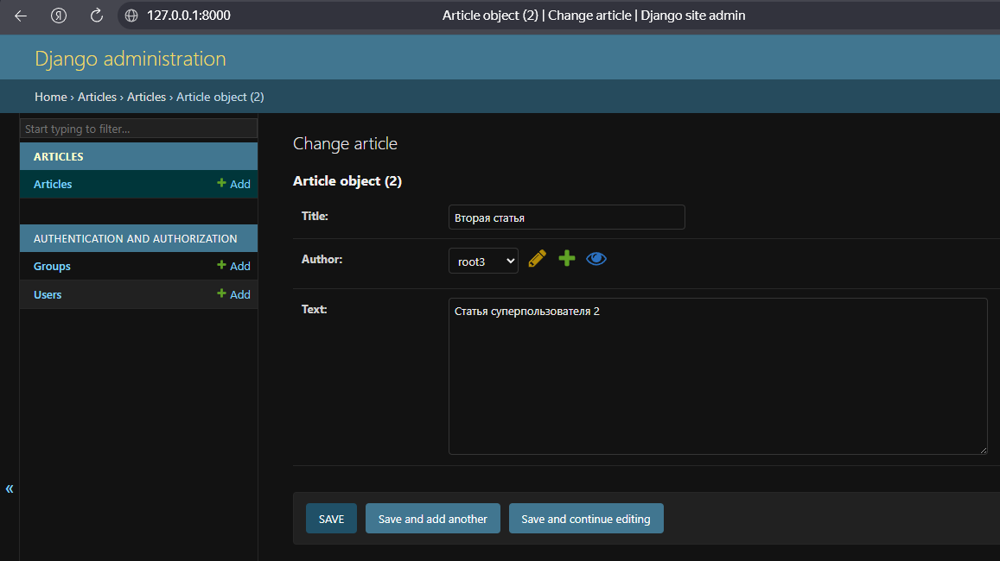 127.0.0.1:8000
Article object (2) | Change article | Django site admin
Django administration
Home › Articles › Articles › Article object (2)
Start typing to filter...
ARTICLES
Articles
Add
AUTHENTICATION AND AUTHORIZATION
Groups
Add
Users
Add
«
Change article
Article object (2)
Title:
Вторая статья
Author:
root3
Text:
Статья суперпользователя 2
SAVE
Save and add another
Save and continue editing